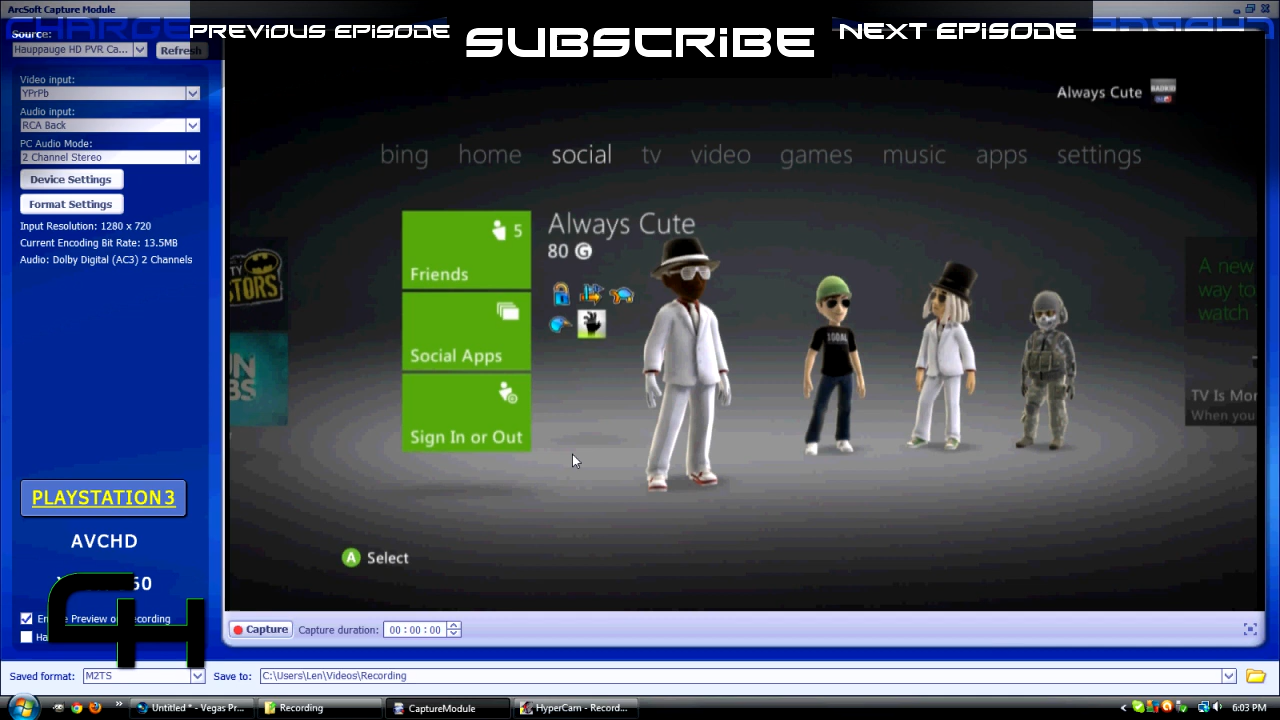 ArcSoft Capture Module
CHARGE
PREVIOUS EPISODE
SUBSCRIBE
NEXT EPISODE
Source:
Hauppauge HD PVR Ca...
Refresh
Video input:
YPrPb
Audio input:
RCA Back
PC Audio Mode:
2 Channel Stereo
Device Settings
Format Settings
Input Resolution: 1280 x 720
Current Encoding Bit Rate: 13.5MB
Audio: Dolby Digital (AC3) 2 Channels
PLAYSTATION3
AVCHD
Always Cute
bing home social tv video games music apps settings
5
Friends
Social Apps
Sign In or Out
Always Cute
80 G
A new
way to
watch
TV Is Mor
When you
A Select
Preview
recording
Capture
Capture duration:
00 : 00 : 00
Saved format:
M2TS
Save to:
C:\Users\Len\Videos\Recording
Untitled * - Vegas Pr...
Recording
CaptureModule
HyperCam - Record...
6:03 PM